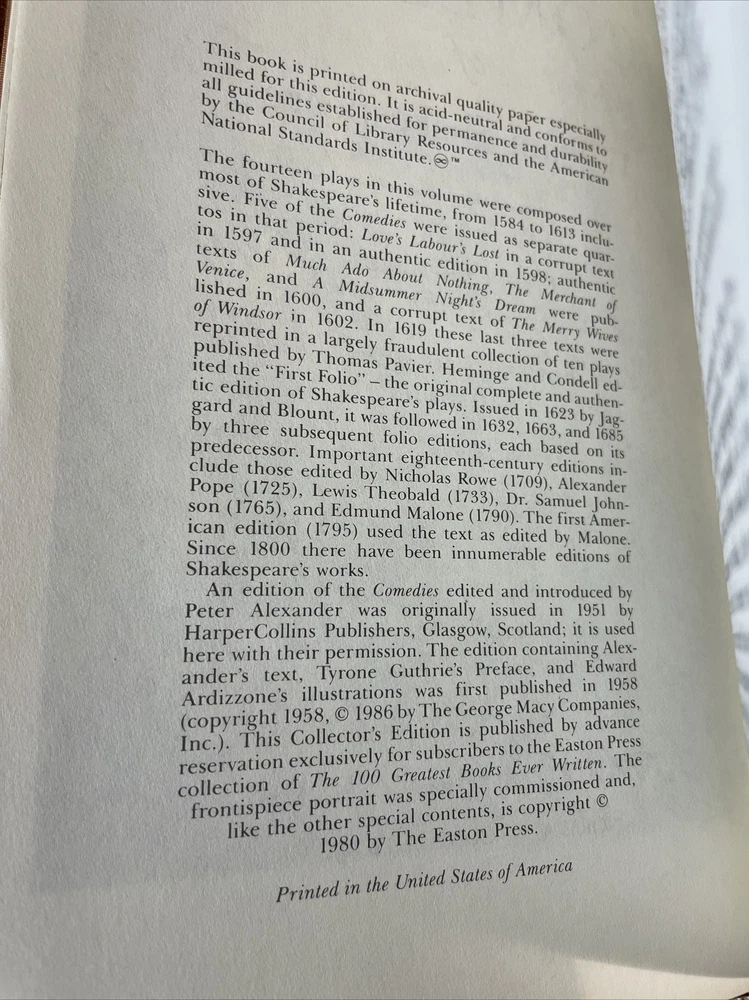 This book is printed on archival quality paper especially
milled for this edition. It is acid-neutral and conforms to
all guidelines established for permanence and durability
by the Council of Library Resources and the American
National Standards Institute.♾™
The fourteen plays in this volume were composed over
most of Shakespeare's lifetime, from 1584 to 1613 inclu-
sive. Five of the Comedies were issued as separate quar-
tos in that period: Love's Labour's Lost in a corrupt text
in 1597 and in an authentic edition in 1598; authentic
texts of Much Ado About Nothing, The Merchant of
Venice, and A Midsummer Night's Dream were pub-
lished in 1600, and a corrupt text of The Merry Wives
of Windsor in 1602. In 1619 these last three texts were
reprinted in a largely fraudulent collection of ten plays
published by Thomas Pavier. Heminge and Condell ed-
ited the "First Folio" – the original complete and authen-
tic edition of Shakespeare's plays. Issued in 1623 by Jag-
gard and Blount, it was followed in 1632, 1663, and 1685
by three subsequent folio editions, each based on its
predecessor. Important eighteenth-century editions in-
clude those edited by Nicholas Rowe (1709), Alexander
Pope (1725), Lewis Theobald (1733), Dr. Samuel John-
son (1765), and Edmund Malone (1790). The first Amer-
ican edition (1795) used the text as edited by Malone.
Since 1800 there have been innumerable editions of
Shakespeare's works.
An edition of the Comedies edited and introduced by
Peter Alexander was originally issued in 1951 by
HarperCollins Publishers, Glasgow, Scotland; it is used
here with their permission. The edition containing Alex-
ander's text, Tyrone Guthrie's Preface, and Edward
Ardizzone's illustrations was first published in 1958
(copyright 1958, © 1986 by The George Macy Companies,
Inc.). This Collector's Edition is published by advance
reservation exclusively for subscribers to the Easton Press
collection of The 100 Greatest Books Ever Written. The
frontispiece portrait was specially commissioned and,
like the other special contents, is copyright ©
1980 by The Easton Press.
Printed in the United States of America